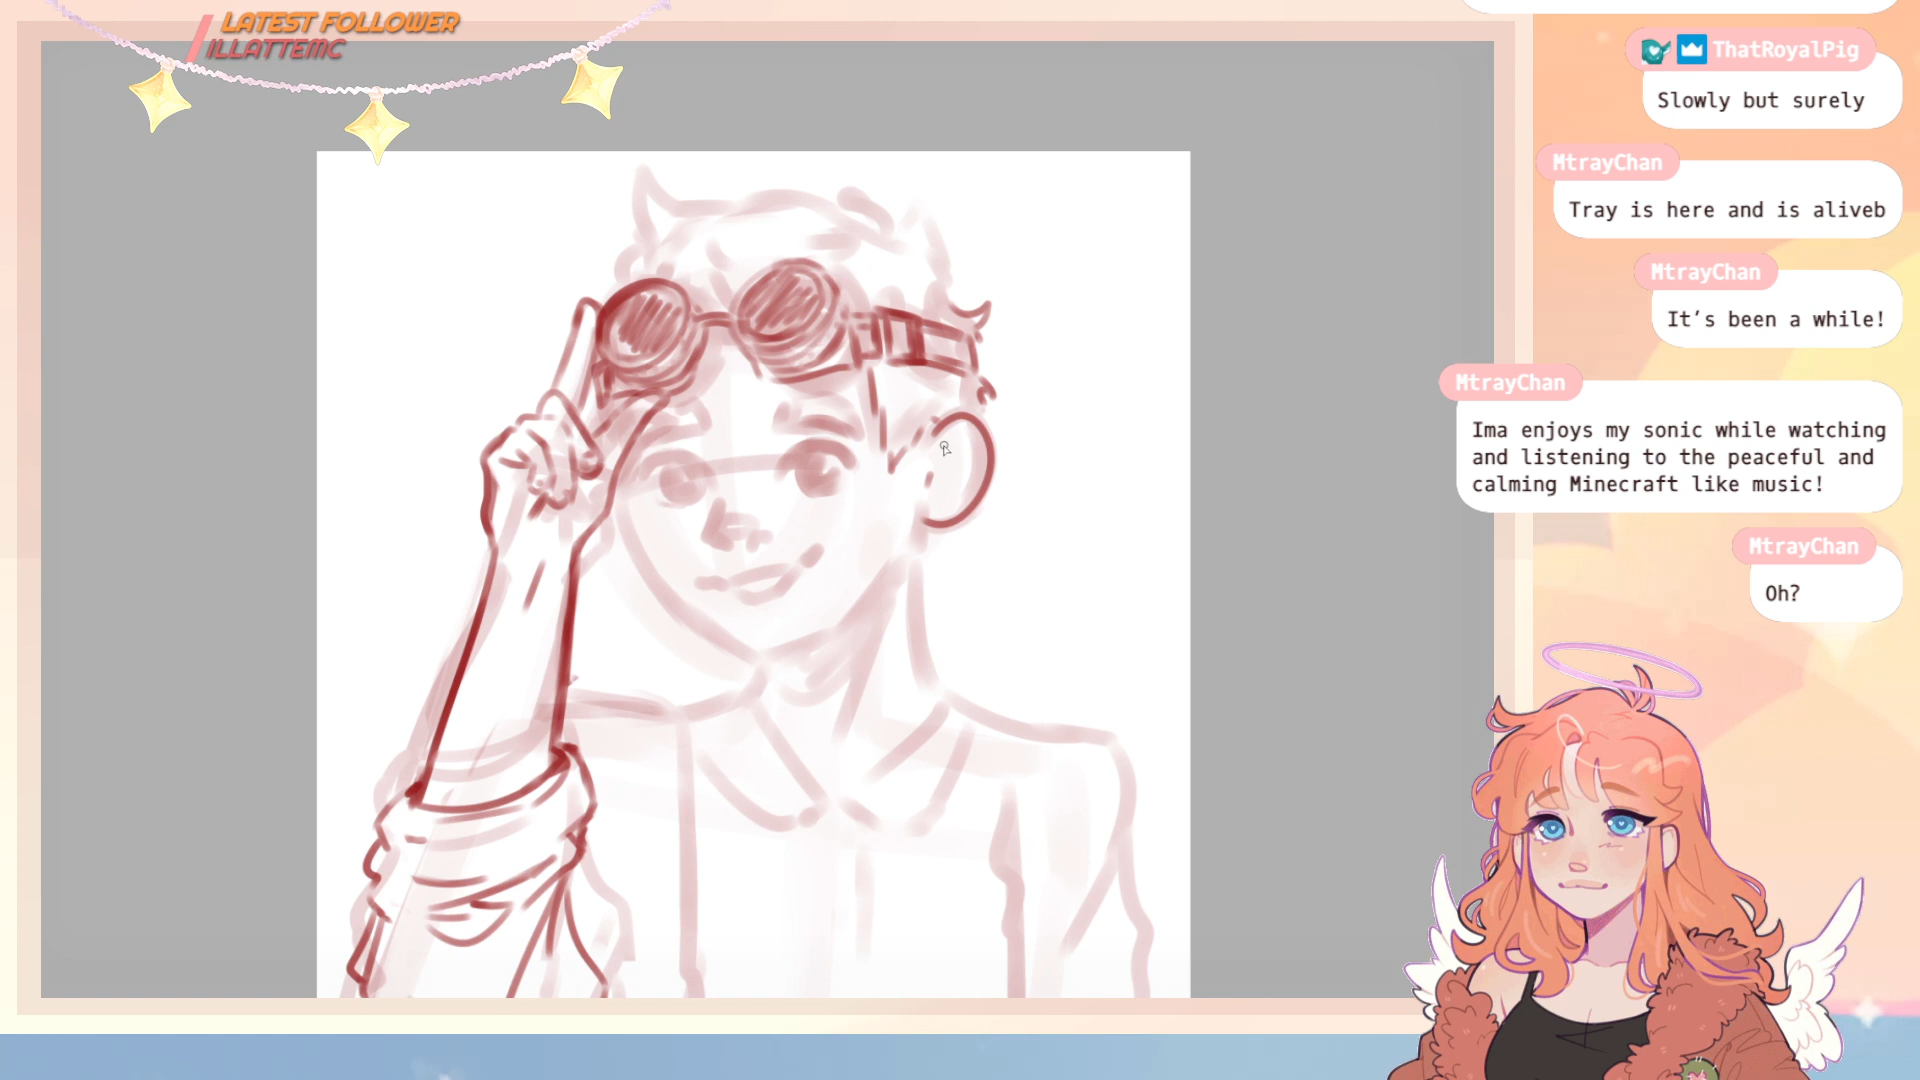 LATEST FOLLOWER
ILLATTEMC
ThatRoyalPig
Slowly but surely
MtrayChan
Tray is here and is aliveb
MtrayChan
It's been a while!
MtrayChan
Ima enjoys my sonic while watching
and listening to the peaceful and
calming Minecraft like music!
MtrayChan
Oh?